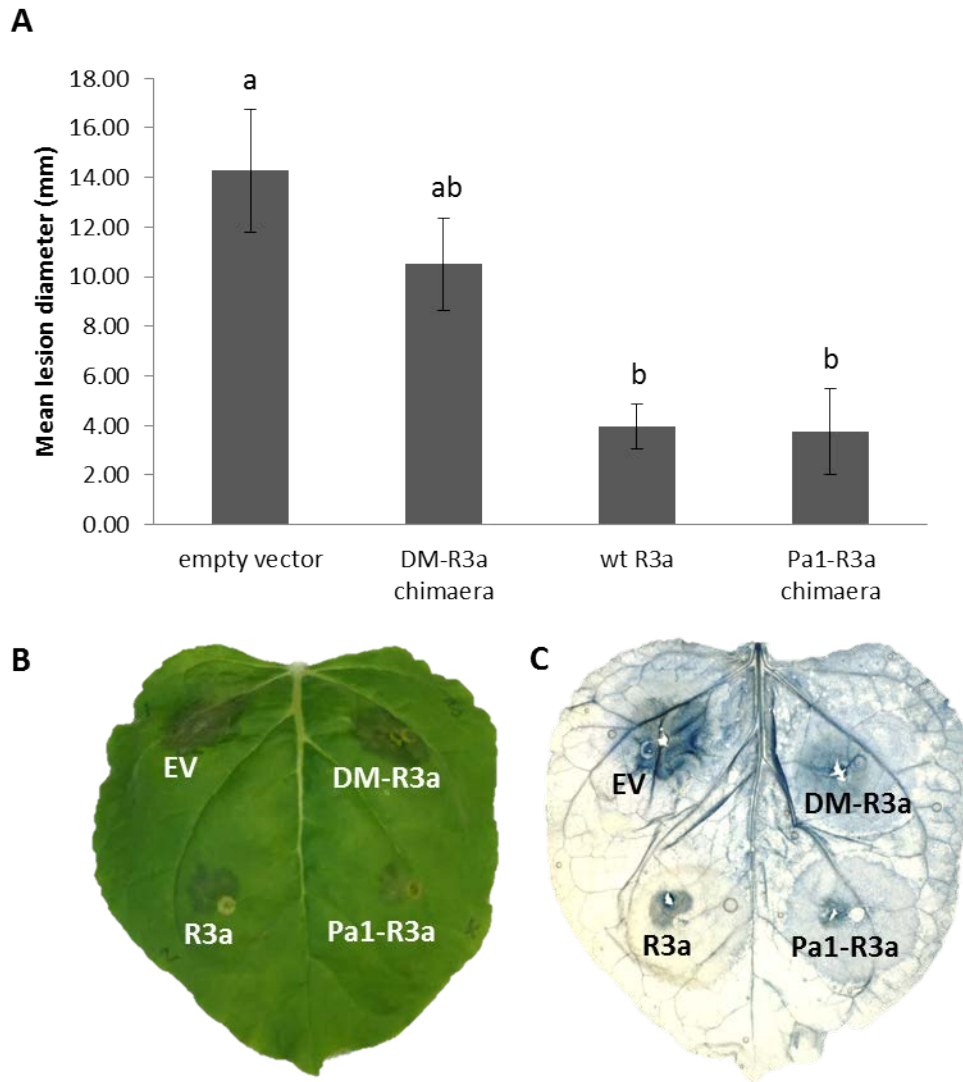 A
Mean lesion diameter (mm)
18.00
16.00
14.00
12.00
10.00
8.00
6.00
4.00
2.00
0.00
a
ab
b
b
empty vector
DM-R3a
chimaera
wt R3a
Pa1-R3a
chimaera
B
EV
DM-R3a
R3a
Pa1-R3a
C
EV
DM-R3a
R3a
Pa1-R3a